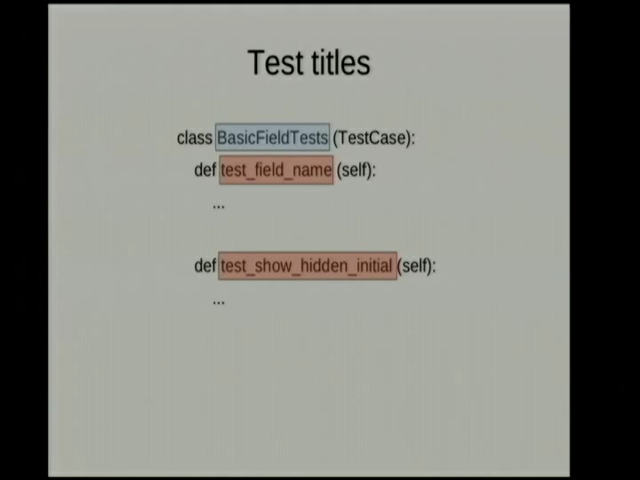 Test titles
class BasicFieldTests (TestCase):
def test_field_name (self):
...
def test_show_hidden_initial (self):
...